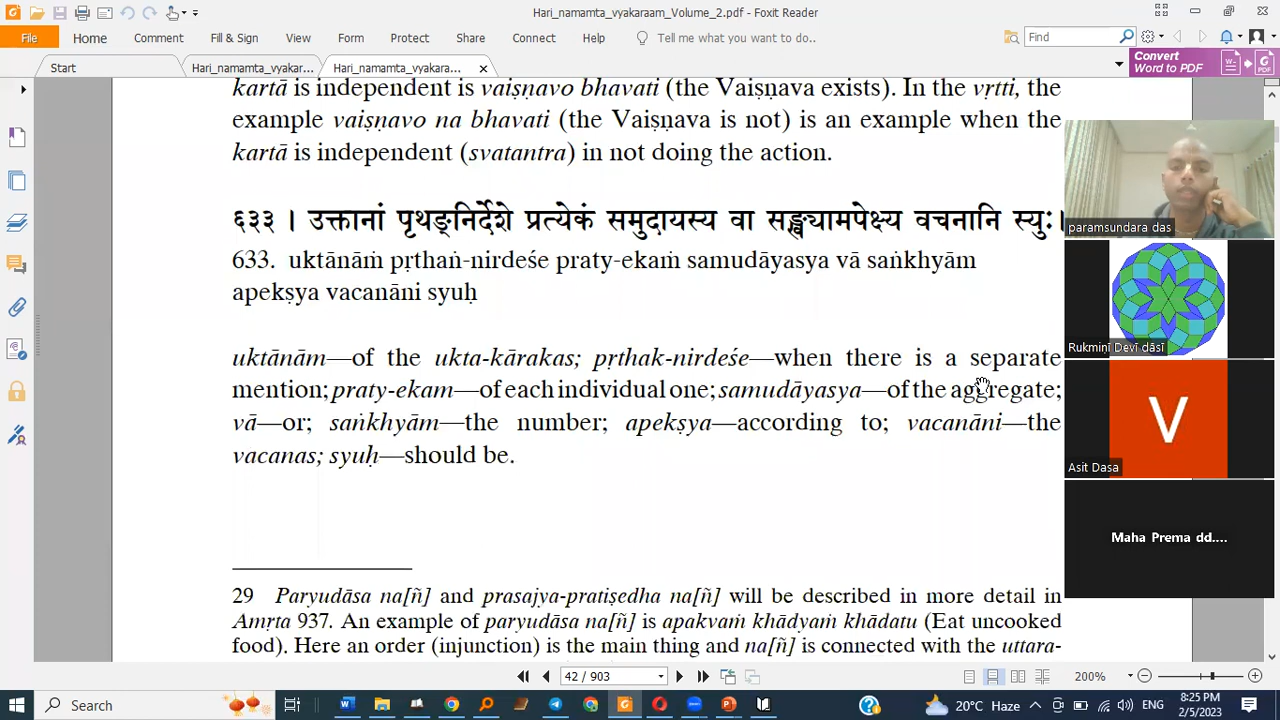 Hari_namamta_vyakaraam_Volume_2.pdf - Foxit Reader
File Home Comment Fill & Sign View Form Protect Share Connect Help Tell me what you want to do.. Find
Start Hari_namamta_vyakar... Hari_namamta_vyakara...
Convert
Word to PDF
kartā is independent is vaiṣṇavo bhavati (the Vaiṣṇava exists). In the vṛtti, the
example vaiṣṇavo na bhavati (the Vaiṣṇava is not) is an example when the
kartā is independent (svatantra) in not doing the action.
६३३ । उक्तानां पृथङ्निर्देशे प्रत्येकं समुदायस्य वा सङ्ख्यामपेक्ष्य वचनानि स्युः।
633. uktānāṁ pṛthaṅ-nirdeśe praty-ekaṁ samudāyasya vā saṅkhyām
apekṣya vacanāni syuḥ
uktānām—of the ukta-kārakas; pṛthak-nirdeśe—when there is a separate
mention; praty-ekam—of each individual one; samudāyasya—of the aggregate;
vā—or; saṅkhyām—the number; apekṣya—according to; vacanāni—the
vacanas; syuḥ—should be.
29 Paryudāsa na[ñ] and prasajya-pratiṣedha na[ñ] will be described in more detail in
Amṛta 937. An example of paryudāsa na[ñ] is apakvaṁ khādyaṁ khādatu (Eat uncooked
food). Here an order (injunction) is the main thing and na[ñ] is connected with the uttara-
paramsundara das
Rukmiṇī Devī dāsī
V
Asit Dasa
Maha Prema dd....
42 / 903
200%
Search
20°C Haze
ENG
8:25 PM
2/5/2023